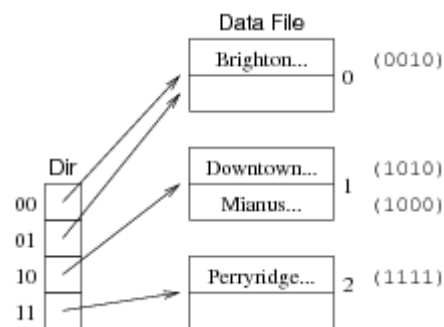 Data File
Brighton... 0 (0010)
Dir
Downtown... 1 (1010)
Mianus... (1000)
00
01
10
11
Perryridge... 2 (1111)